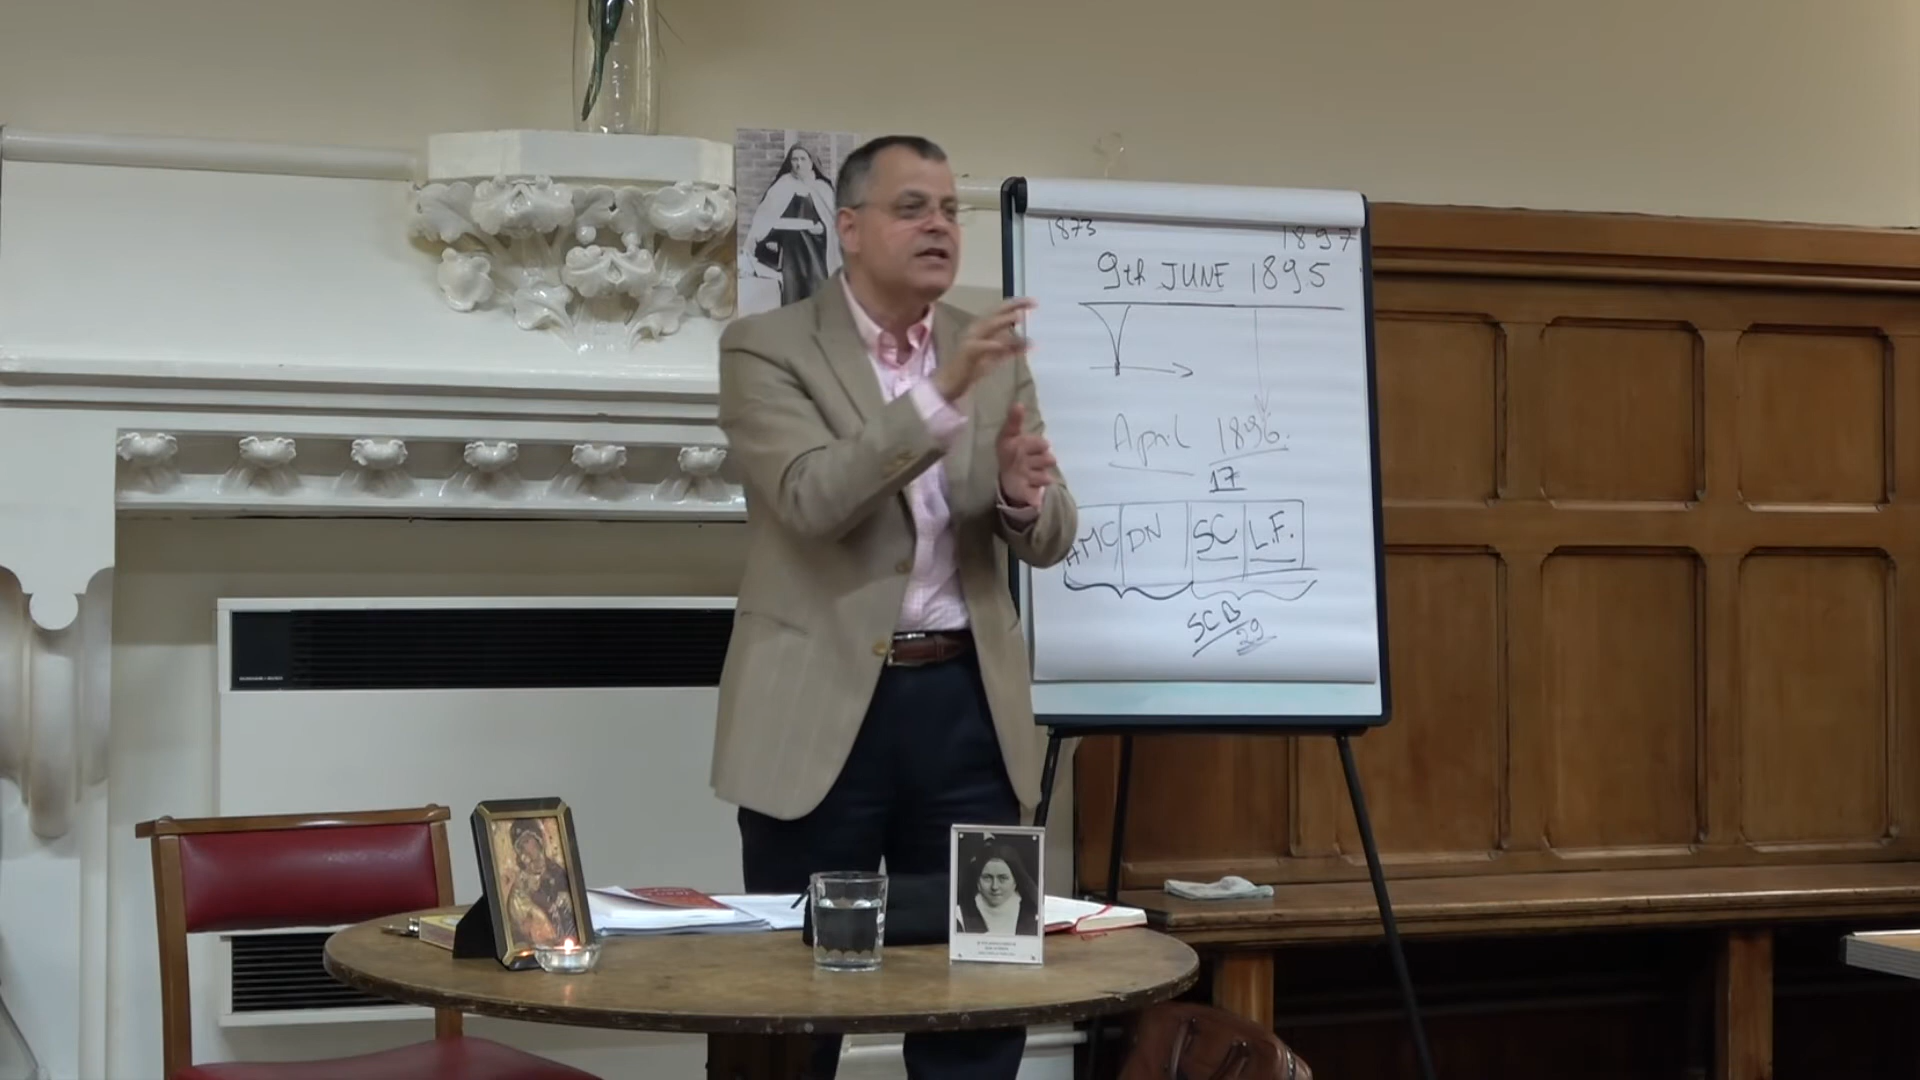 1873 1897
9th JUNE 1895
April 1896.
17
AMC DN SC L.F.
SCB
29